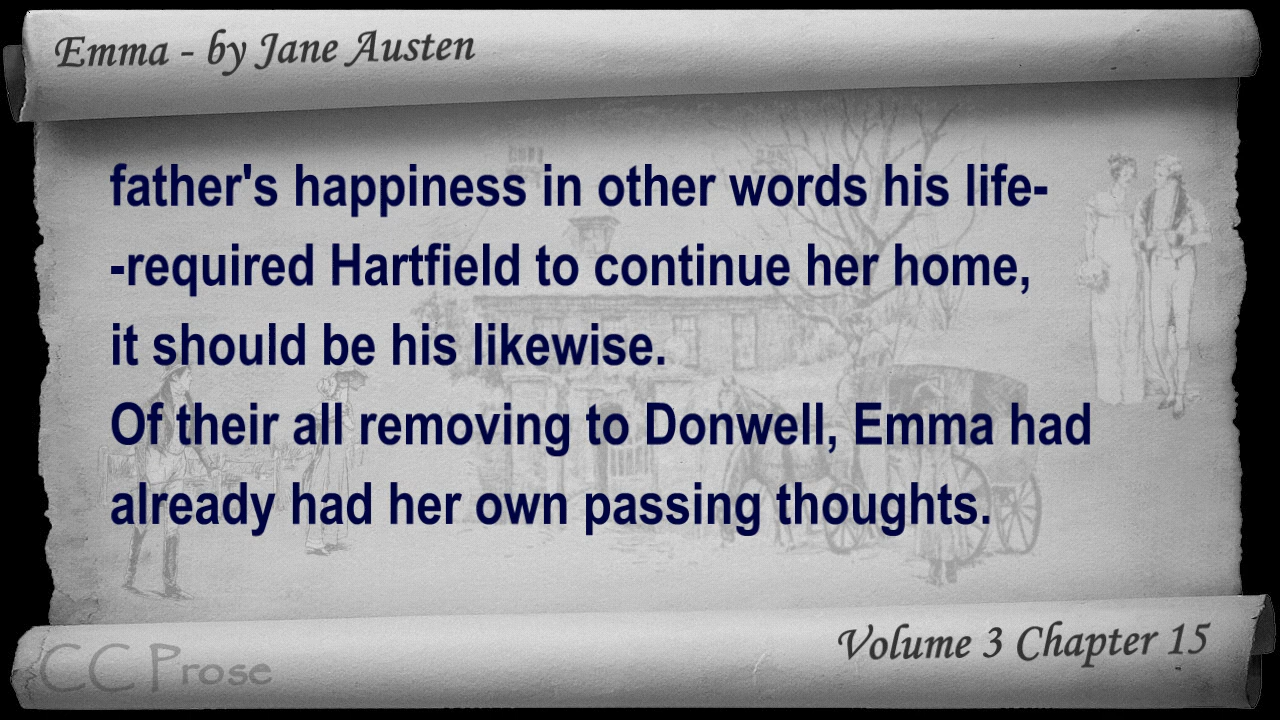 Emma - by Jane Austen
father's happiness in other words his life-
-required Hartfield to continue her home,
it should be his likewise.
Of their all removing to Donwell, Emma had
already had her own passing thoughts.
Volume 3 Chapter 15
CC Prose